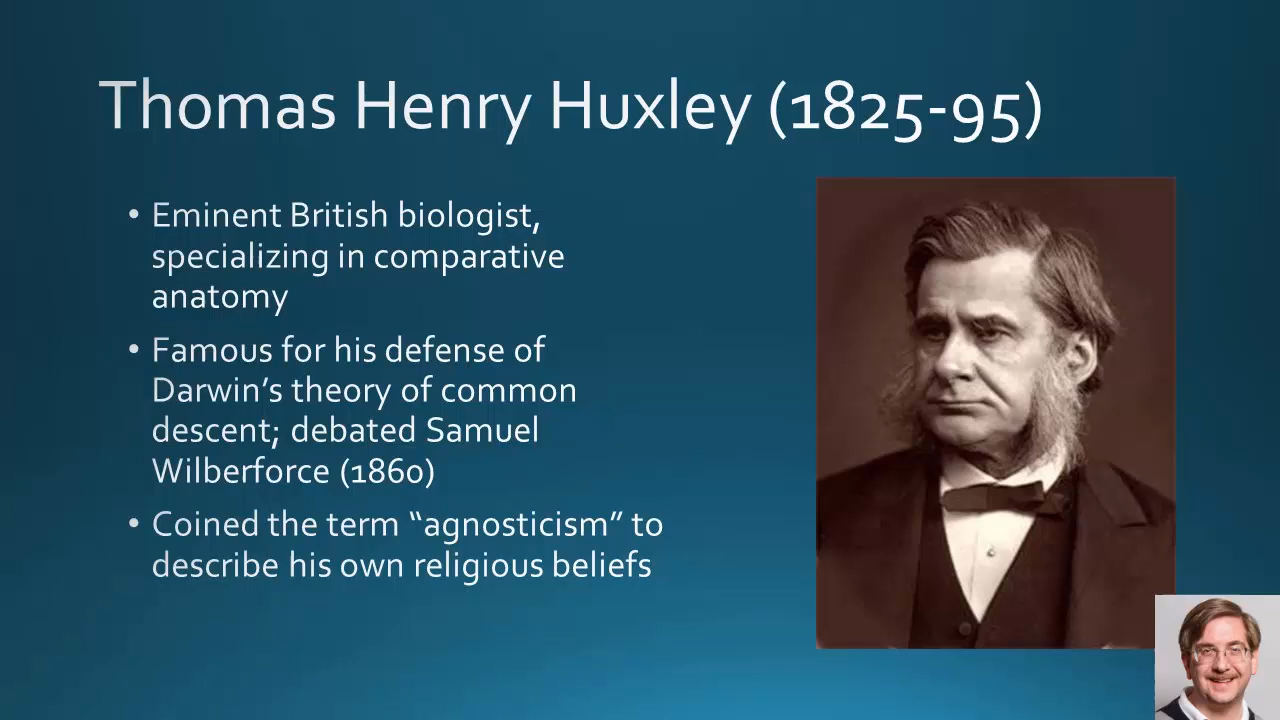 Thomas Henry Huxley (1825-95)
• Eminent British biologist,
specializing in comparative
anatomy
• Famous for his defense of
Darwin’s theory of common
descent; debated Samuel
Wilberforce (1860)
• Coined the term “agnosticism” to
describe his own religious beliefs